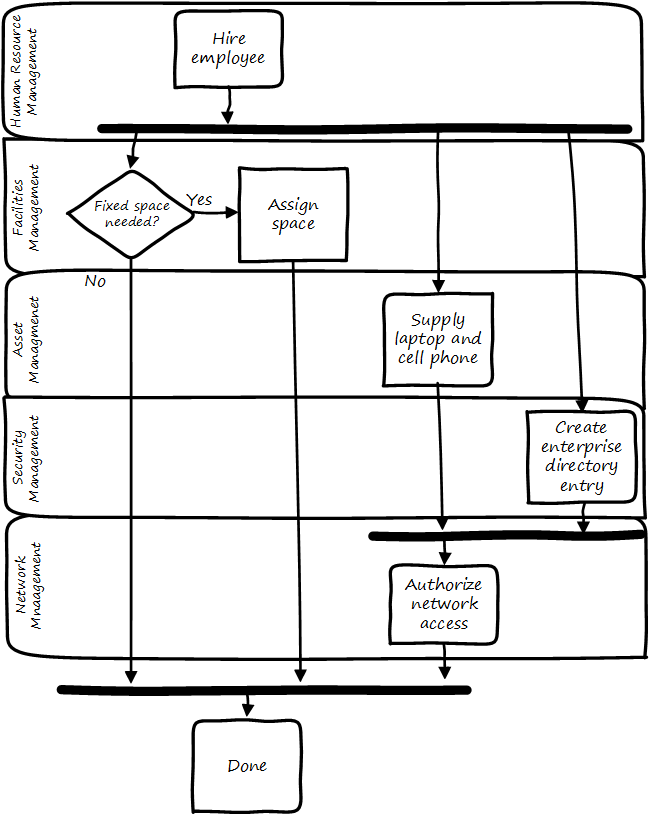 Human Resource
Management
Hire
employee
Facilities
Management
Fixed space
needed?
Yes
Assign
space
No
Asset
Managmenet
Supply
laptop and
cell phone
Security
Management
Create
enterprise
directory
entry
Network
Mnaagement
Authorize
network
access
Done